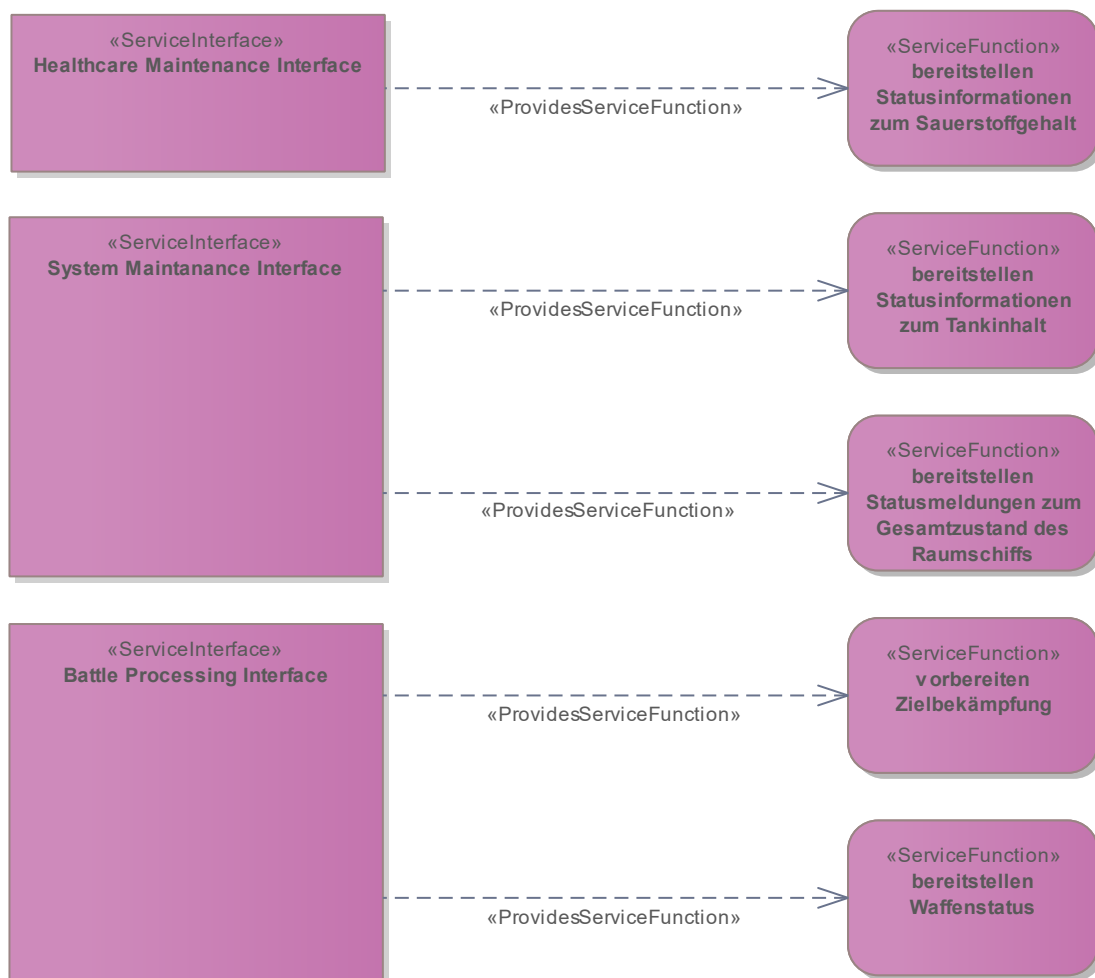 «ServiceInterface»
Healthcare Maintenance Interface
«ProvidesServiceFunction»
«ServiceFunction»
bereitstellen
Statusinformationen
zum Sauerstoffgehalt
«ServiceInterface»
System Maintanance Interface
«ProvidesServiceFunction»
«ServiceFunction»
bereitstellen
Statusinformationen
zum Tankinhalt
«ProvidesServiceFunction»
«ServiceFunction»
bereitstellen
Statusmeldungen zum
Gesamtzustand des
Raumschiffs
«ServiceInterface»
Battle Processing Interface
«ProvidesServiceFunction»
«ServiceFunction»
vorbereiten
Zielbekämpfung
«ProvidesServiceFunction»
«ServiceFunction»
bereitstellen
Waffenstatus